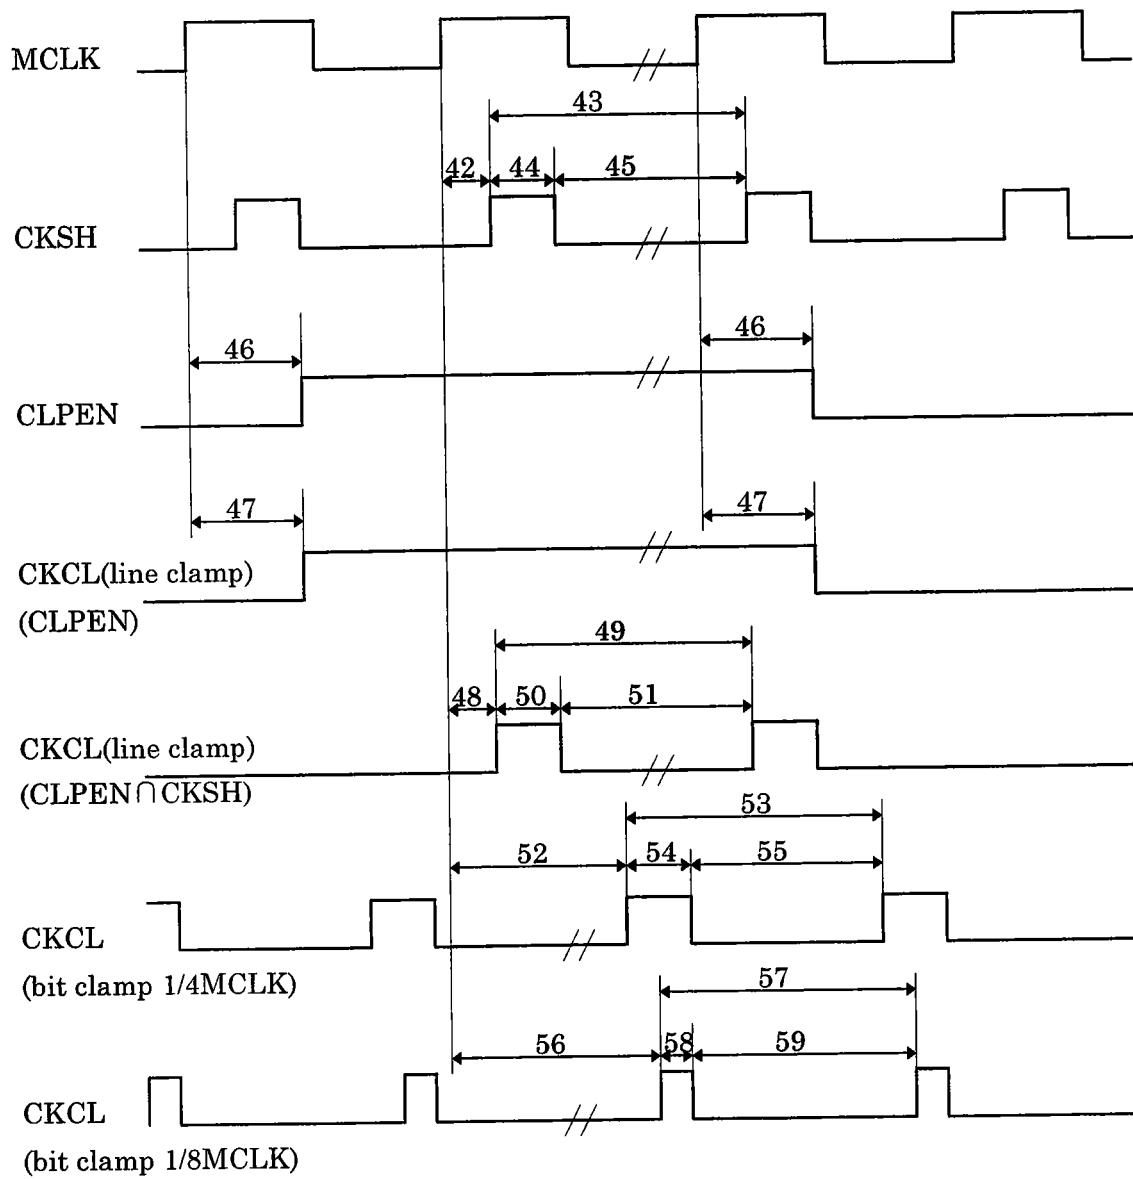 MCLK
43
42 44 45
CKSH
46 46
CLPEN
47 47
CKCL(line clamp)
(CLPEN)
49
48 50 51
CKCL(line clamp)
(CLPEN∩CKSH)
53
52 54 55
CKCL
(bit clamp 1/4MCLK)
57
56 58 59
CKCL
(bit clamp 1/8MCLK)